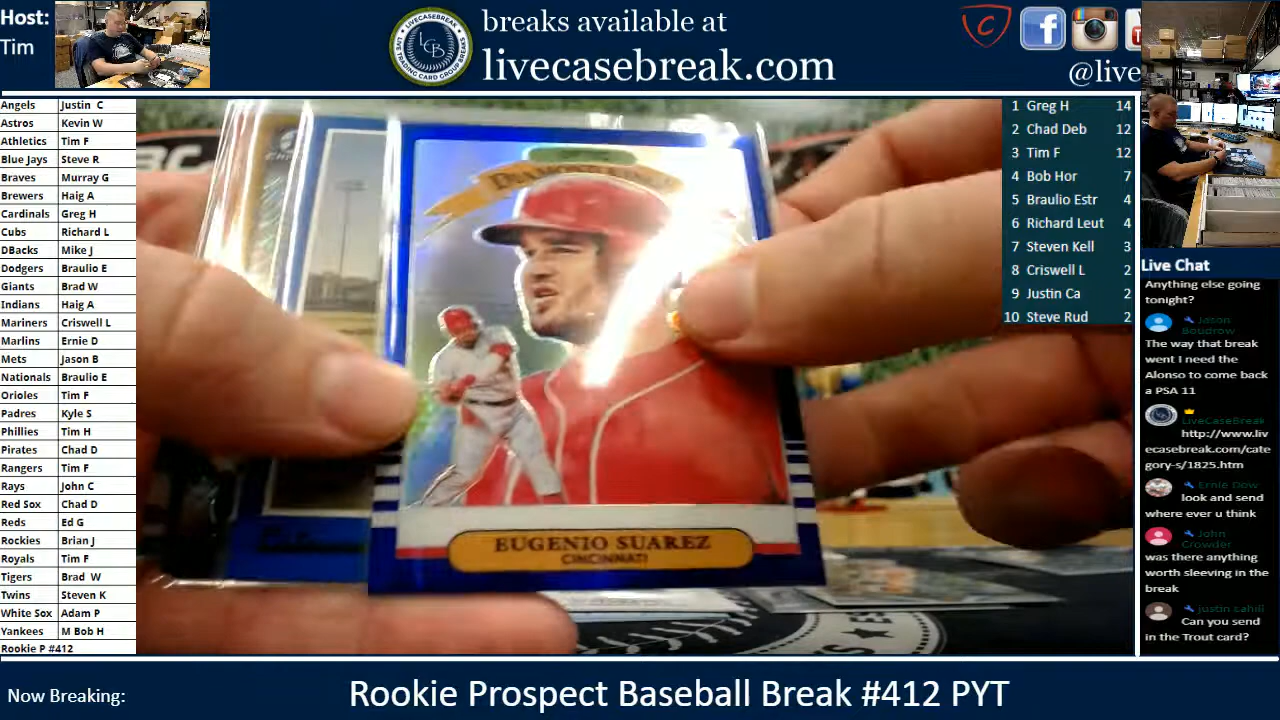 Host:
Tim
breaks available at
livecasebreak.com
LCB
@live
Angels Justin C
Astros Kevin W
Athletics Tim F
Blue Jays Steve R
Braves Murray G
Brewers Haig A
Cardinals Greg H
Cubs Richard L
DBacks Mike J
Dodgers Braulio E
Giants Brad W
Indians Haig A
Mariners Criswell L
Marlins Ernie D
Mets Jason B
Nationals Braulio E
Orioles Tim F
Padres Kyle S
Phillies Tim H
Pirates Chad D
Rangers Tim F
Rays John C
Red Sox Chad D
Reds Ed G
Rockies Brian J
Royals Tim F
Tigers Brad W
Twins Steven K
White Sox Adam P
Yankees M Bob H
Rookie P #412
EUGENIO SUAREZ
CINCINNATI
1 Greg H 14
2 Chad Deb 12
3 Tim F 12
4 Bob Hor 7
5 Braulio Estr 4
6 Richard Leut 4
7 Steven Kell 3
8 Criswell L 2
9 Justin Ca 2
10 Steve Rud 2
Live Chat
Anything else going
tonight?
Jason
Boudrow
The way that break
went I need the
Alonso to come back
a PSA 11
LiveCaseBreak
http://www.liv
ecasebreak.com/cate
gory-s/1825.htm
Ernie Dow
look and send
where ever u think
John
Crowder
was there anything
worth sleeving in the
break
justin cahill
Can you send
in the Trout card?
Now Breaking:
Rookie Prospect Baseball Break #412 PYT